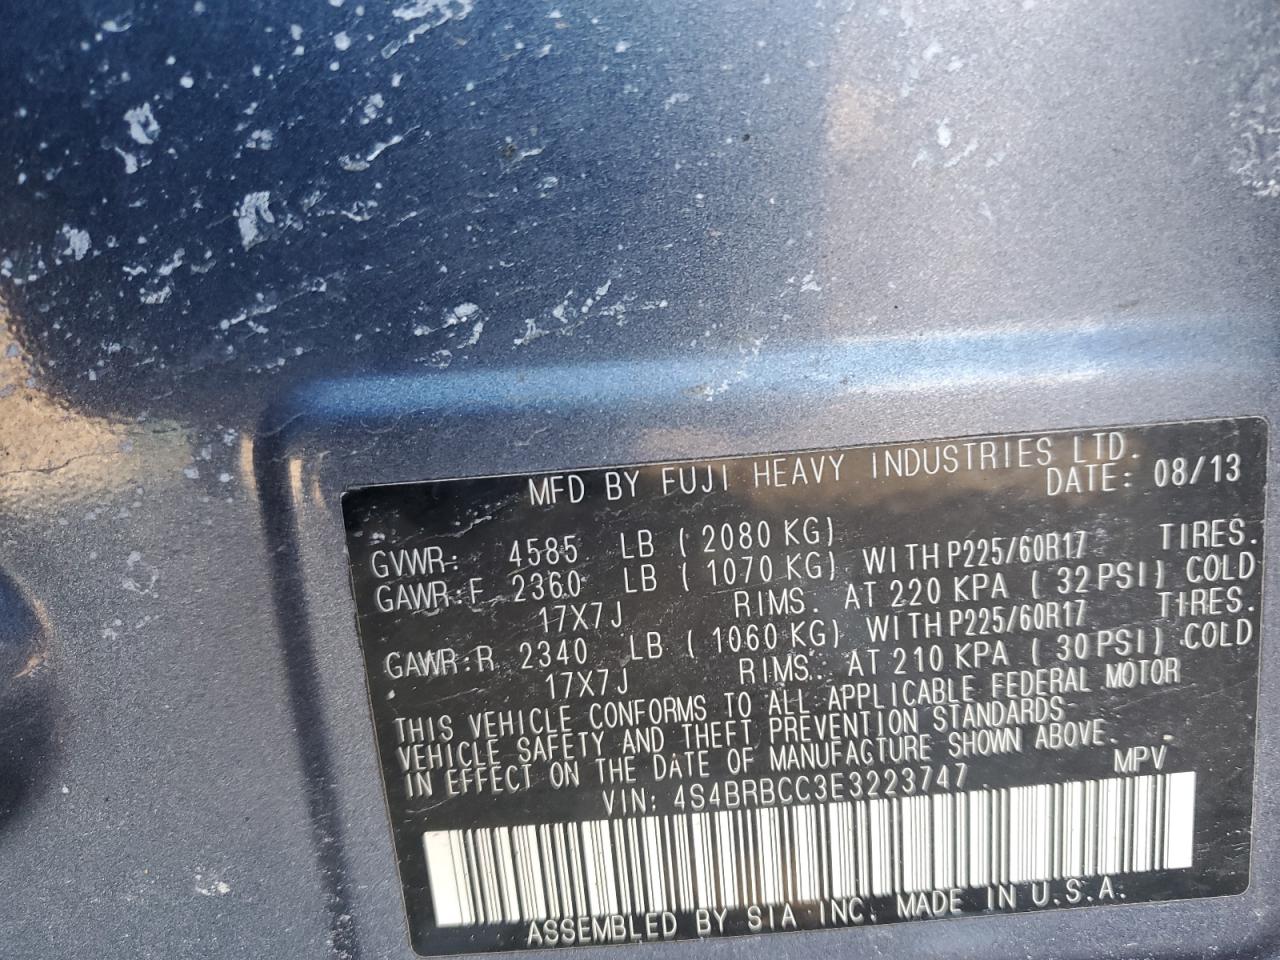 MFD BY FUJI HEAVY INDUSTRIES LTD.
DATE: 08/13
GVWR: 4585 LB ( 2080 KG)
GAWR:F 2360 LB ( 1070 KG) WITH P225/60R17 TIRES.
17X7J RIMS. AT 220 KPA ( 32 PSI) COLD
GAWR:R 2340 LB ( 1060 KG) WITH P225/60R17 TIRES.
17X7J RIMS. AT 210 KPA ( 30 PSI) COLD
THIS VEHICLE CONFORMS TO ALL APPLICABLE FEDERAL MOTOR
VEHICLE SAFETY AND THEFT PREVENTION STANDARDS
IN EFFECT ON THE DATE OF MANUFACTURE SHOWN ABOVE.
VIN: 4S4BRBCC3E3223747 MPV
ASSEMBLED BY SIA INC. MADE IN U.S.A.